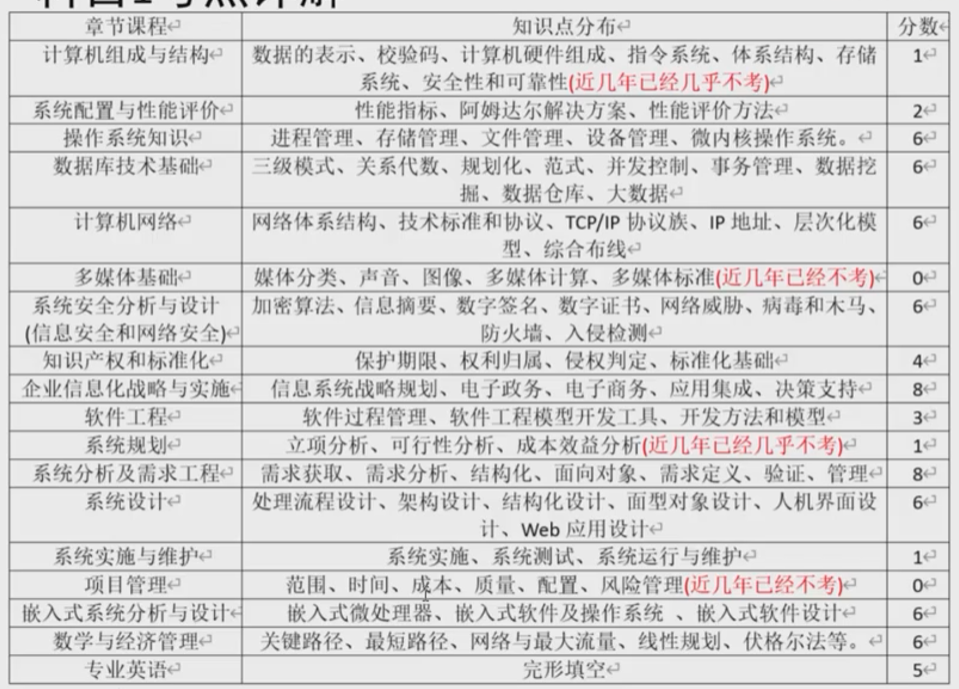 章节课程 知识点分布 分数
计算机组成与结构 数据的表示、校验码、计算机硬件组成、指令系统、体系结构、存储 1
系统、安全性和可靠性(近几年已经几乎不考)
系统配置与性能评价 性能指标、阿姆达尔解决方案、性能评价方法 2
操作系统知识 进程管理、存储管理、文件管理、设备管理、微内核操作系统。 6
数据库技术基础 三级模式、关系代数、规划化、范式、并发控制、事务管理、数据挖 6
掘、数据仓库、大数据
计算机网络 网络体系结构、技术标准和协议、TCP/IP 协议族、IP 地址、层次化模 6
型、综合布线
多媒体基础 媒体分类、声音、图像、多媒体计算、多媒体标准(近几年已经不考) 0
系统安全分析与设计 加密算法、信息摘要、数字签名、数字证书、网络威胁、病毒和木马、 6
(信息安全和网络安全) 防火墙、入侵检测
知识产权和标准化 保护期限、权利归属、侵权判定、标准化基础 4
企业信息化战略与实施 信息系统战略规划、电子政务、电子商务、应用集成、决策支持 8
软件工程 软件过程管理、软件工程模型开发工具、开发方法和模型 3
系统规划 立项分析、可行性分析、成本效益分析(近几年已经几乎不考) 1
系统分析及需求工程 需求获取、需求分析、结构化、面向对象、需求定义、验证、管理 8
系统设计 处理流程设计、架构设计、结构化设计、面型对象设计、人机界面设 6
计、Web 应用设计
系统实施与维护 系统实施、系统测试、系统运行与维护 1
项目管理 范围、时间、成本、质量、配置、风险管理(近几年已经不考) 0
嵌入式系统分析与设计 嵌入式微处理器、嵌入式软件及操作系统 、嵌入式软件设计 6
数学与经济管理 关键路径、最短路径、网络与最大流量、线性规划、伏格尔法等。 6
专业英语 完形填空 5